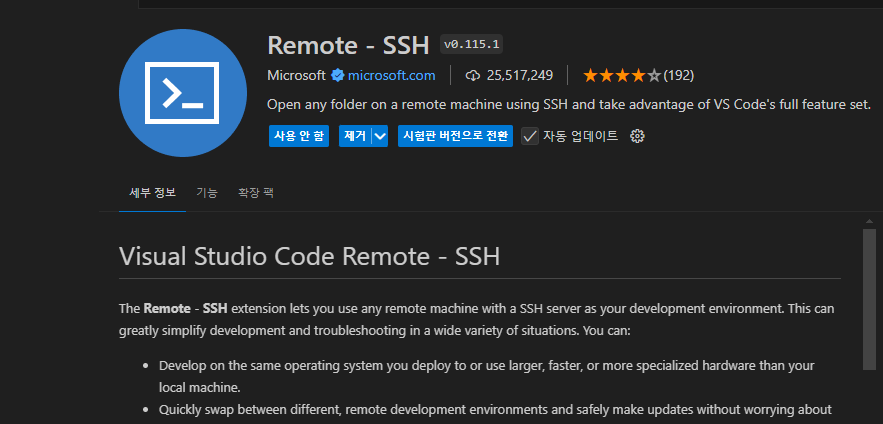 Remote - SSH v0.115.1
Microsoft microsoft.com 25,517,249 (192)
Open any folder on a remote machine using SSH and take advantage of VS Code's full feature set.
사용 안 함 제거 시험판 버전으로 전환 자동 업데이트
세부 정보 기능 확장 팩
Visual Studio Code Remote - SSH
The Remote - SSH extension lets you use any remote machine with a SSH server as your development environment. This can
greatly simplify development and troubleshooting in a wide variety of situations. You can:
• Develop on the same operating system you deploy to or use larger, faster, or more specialized hardware than your
local machine.
• Quickly swap between different, remote development environments and safely make updates without worrying about